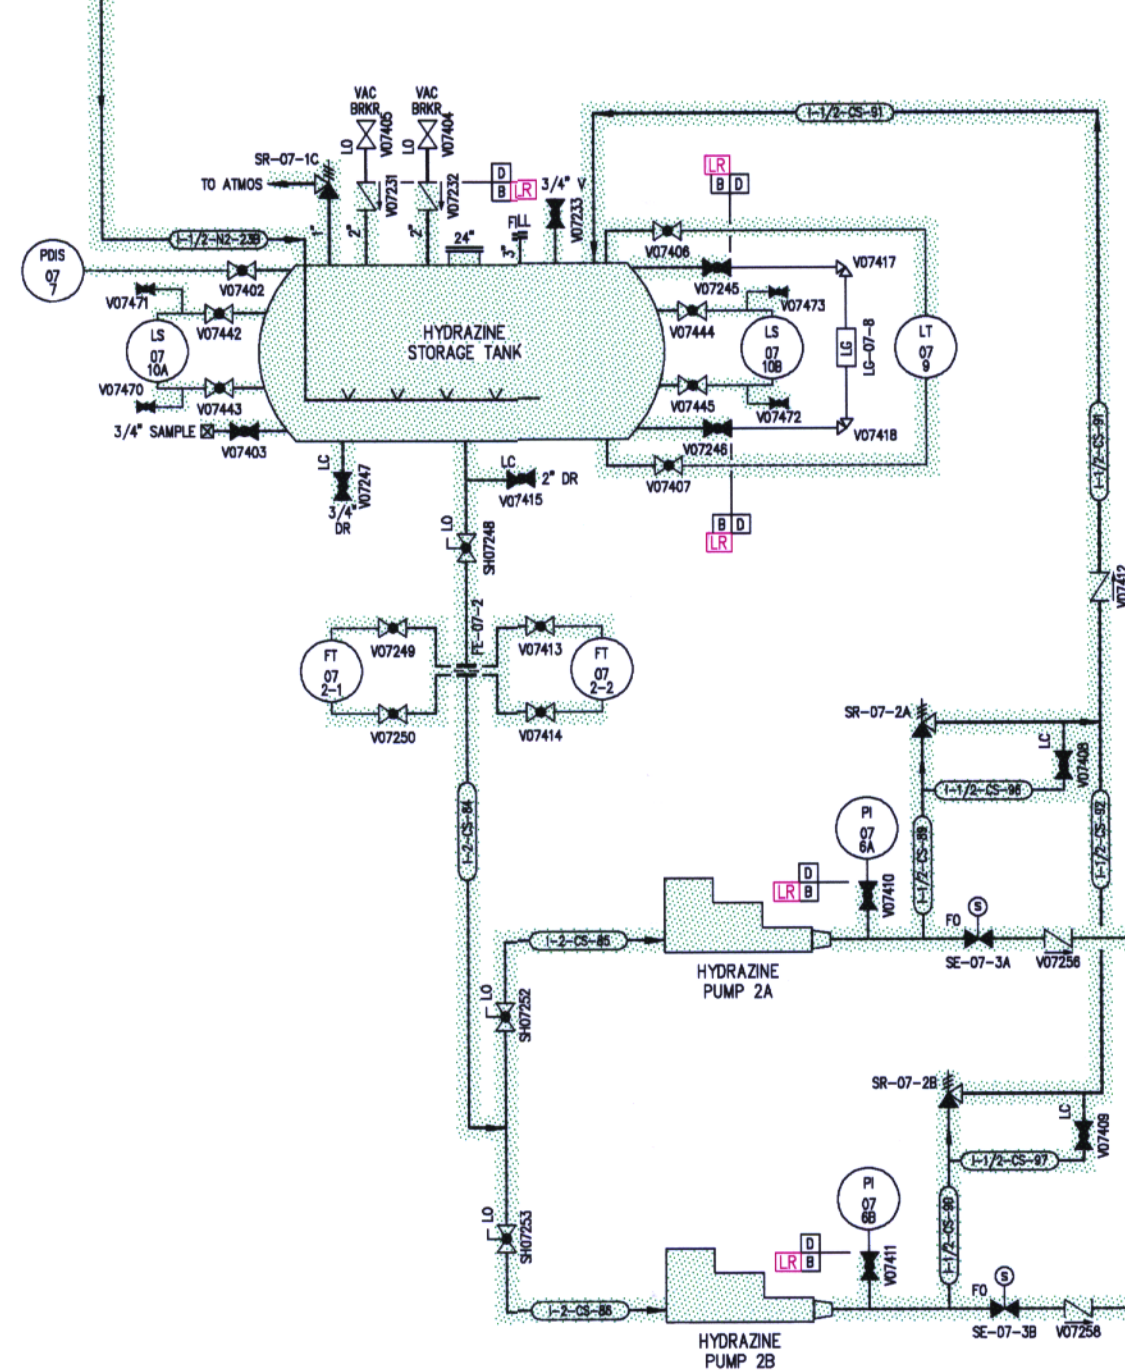 VAC
BRKR
VAC
BRKR
LO
V07405
LO
V07404
SR-07-1C
TO ATMOS
V07231
V07232
D
B
LR
1"
2"
2"
24"
3"
FILL
3/4" V
V07233
LR
B
D
I-1/2-CS-91
I-1/2-N2-23B
PDIS
07
7
V07402
V07471
V07442
LS
07
10A
V07470
V07443
3/4" SAMPLE
V07403
HYDRAZINE
STORAGE TANK
V07406
V07245
V07417
V07473
V07444
LS
07
10B
LG
LG-07-8
LT
07
9
V07445
V07472
V07246
V07418
V07407
B
D
LR
LC
V07247
3/4"
DR
LC
2" DR
V07415
LO
SH07248
I-1/2-CS-91
V07412
FE-07-2
V07249
FT
07
2-1
V07250
V07413
FT
07
2-2
V07414
SR-07-2A
LC
V07408
I-1/2-CS-96
I-1/2-CS-92
I-2-CS-84
PI
07
6A
D
LR
B
V07410
I-1/2-CS-89
I-2-CS-85
HYDRAZINE
PUMP 2A
FO
S
SE-07-3A
V07256
LO
SH07252
SR-07-2B
LC
V07409
I-1/2-CS-97
PI
07
6B
D
LR
B
V07411
I-1/2-CS-90
LO
SH07253
I-2-CS-86
HYDRAZINE
PUMP 2B
FO
S
SE-07-3B
V07258